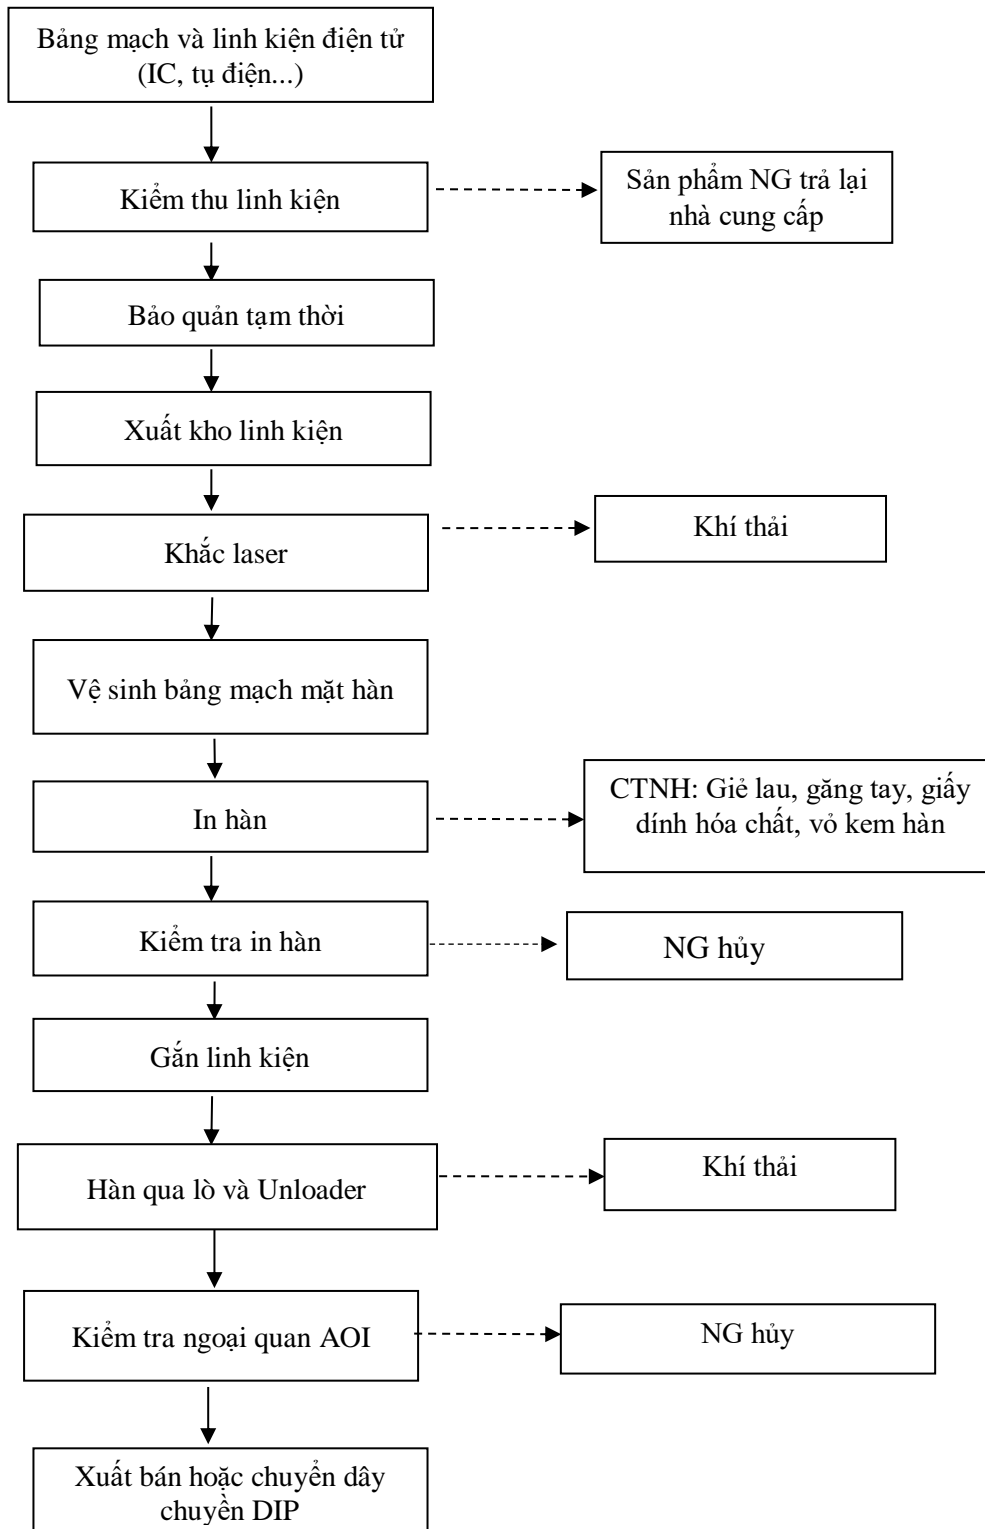 Bảng mạch và linh kiện điện tử
(IC, tụ điện...)
Kiểm thu linh kiện
Sản phẩm NG trả lại
nhà cung cấp
Bảo quản tạm thời
Xuất kho linh kiện
Khắc laser
Khí thải
Vệ sinh bảng mạch mặt hàn
In hàn
CTNH: Giẻ lau, găng tay, giấy
dính hóa chất, vỏ kem hàn
Kiểm tra in hàn
NG hủy
Gắn linh kiện
Hàn qua lò và Unloader
Khí thải
Kiểm tra ngoại quan AOI
NG hủy
Xuất bán hoặc chuyển dây
chuyền DIP